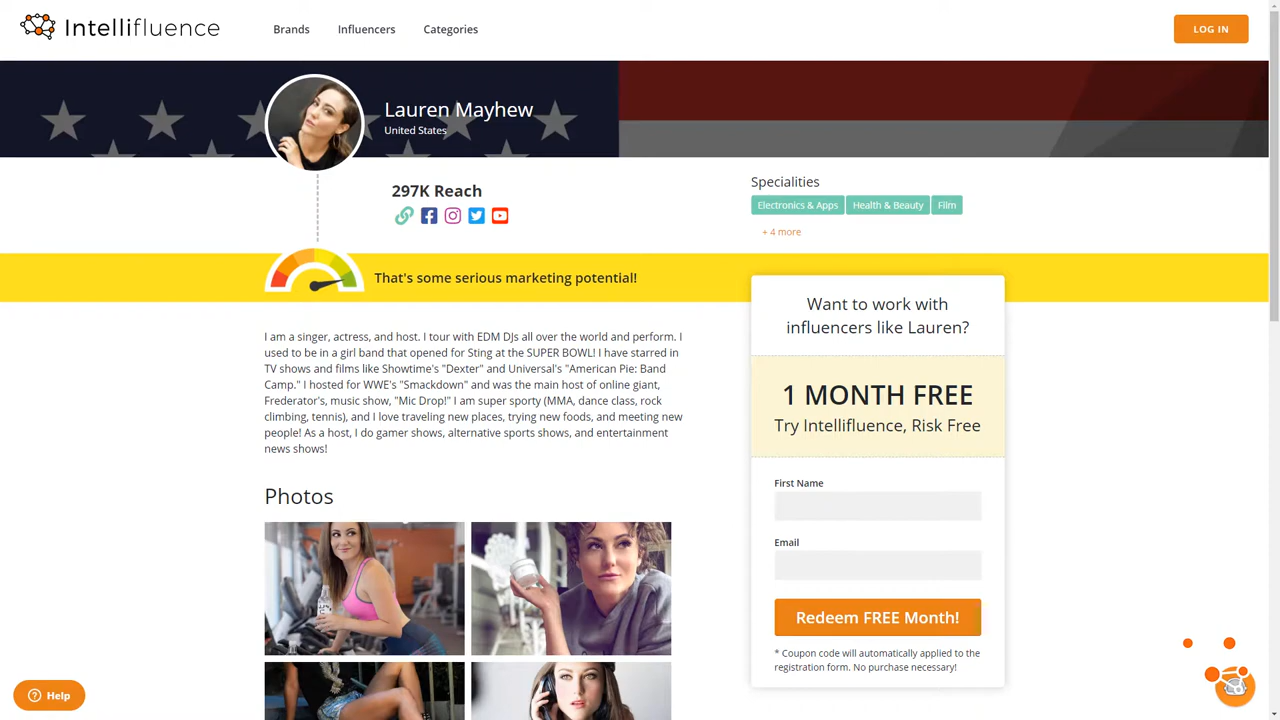 Intellifluence
Brands
Influencers
Categories
LOG IN
Lauren Mayhew
United States
297K Reach
Specialities
Electronics & Apps
Health & Beauty
Film
+ 4 more
That's some serious marketing potential!
I am a singer, actress, and host. I tour with EDM DJs all over the world and perform. I
used to be in a girl band that opened for Sting at the SUPER BOWL! I have starred in
TV shows and films like Showtime's "Dexter" and Universal's "American Pie: Band
Camp." I hosted for WWE's "Smackdown" and was the main host of online giant,
Frederator's, music show, "Mic Drop!" I am super sporty (MMA, dance class, rock
climbing, tennis), and I love traveling new places, trying new foods, and meeting new
people! As a host, I do gamer shows, alternative sports shows, and entertainment
news shows!
Photos
Want to work with
influencers like Lauren?
1 MONTH FREE
Try Intellifluence, Risk Free
First Name
Email
Redeem FREE Month!
* Coupon code will automatically applied to the
registration form. No purchase necessary!
Help